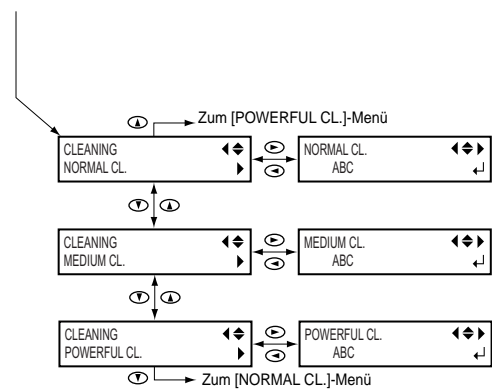 Zum [POWERFUL CL.]-Menü
CLEANING
NORMAL CL.
NORMAL CL.
ABC
CLEANING
MEDIUM CL.
MEDIUM CL.
ABC
CLEANING
POWERFUL CL.
POWERFUL CL.
ABC
Zum [NORMAL CL.]-Menü